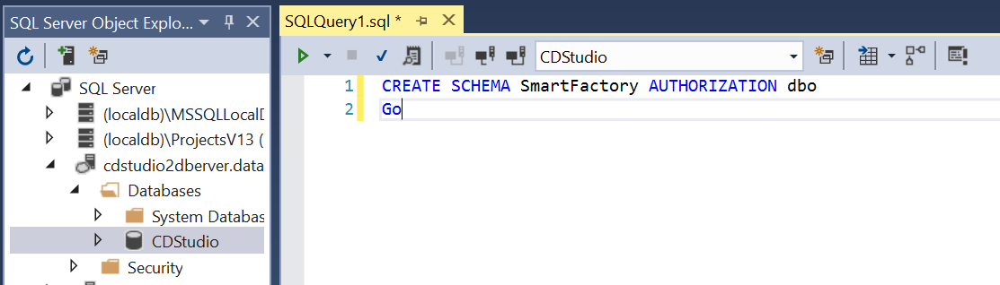 SQL Server Object Explo...
SQL Server
(localdb)\MSSQLLocalD
(localdb)\ProjectsV13 (
cdstudio2dberver.data
Databases
System Databas
CDStudio
Security
SQLQuery1.sql *
CDStudio
1 CREATE SCHEMA SmartFactory AUTHORIZATION dbo
2 Go